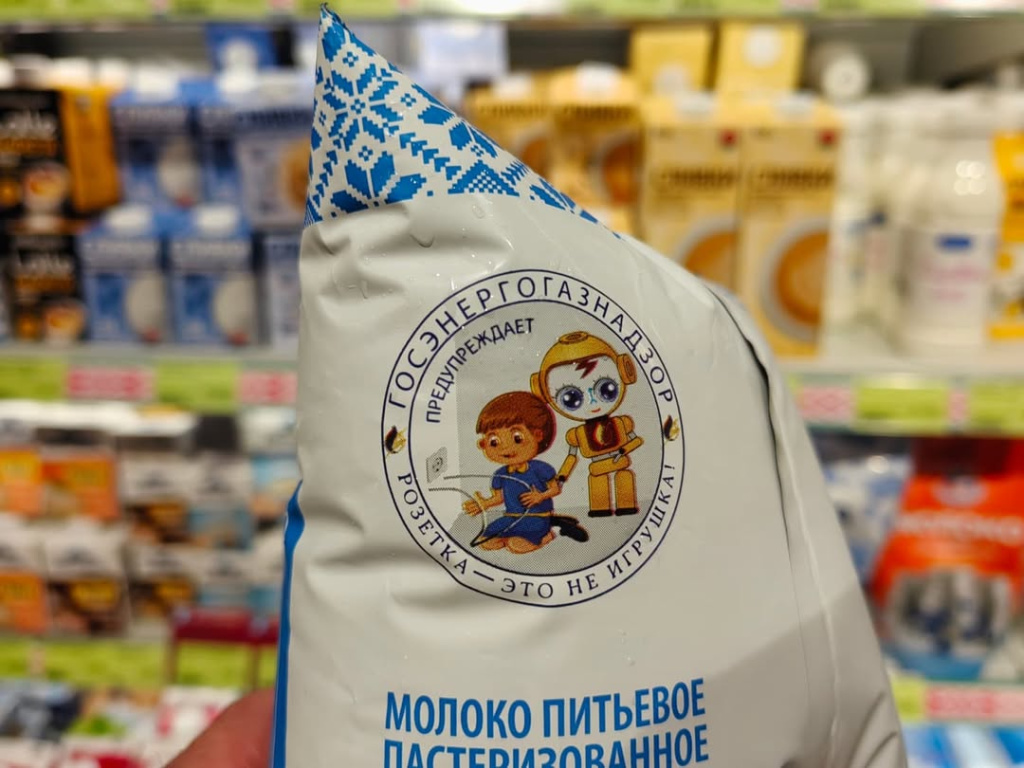 ГОСЭНЕРГОГАЗНАДЗОР
ПРЕДУПРЕЖДАЕТ
РОЗЕТКА — ЭТО НЕ ИГРУШКА!
МОЛОКО ПИТЬЕВОЕ
ПАСТЕРИЗОВАННОЕ